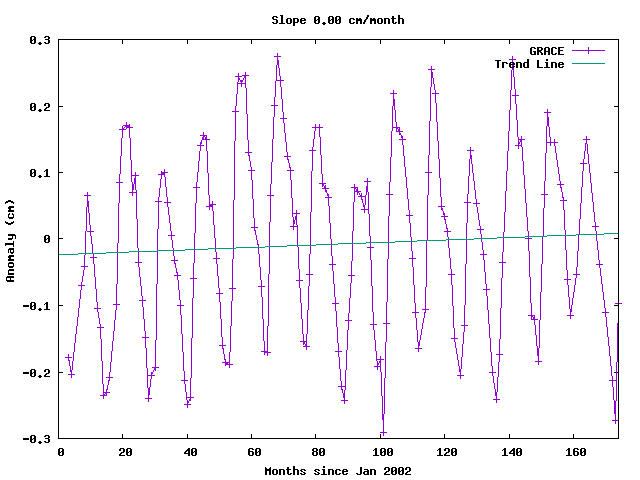 Slope 0.00 cm/month
0.3
GRACE
Trend Line
0.2
0.1
0
-0.1
-0.2
-0.3
Anomaly (cm)
0 20 40 60 80 100 120 140 160
Months since Jan 2002